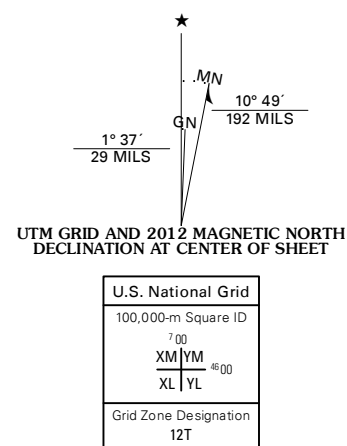 ★
MN
10° 49´
192 MILS
GN
1° 37´
29 MILS
UTM GRID AND 2012 MAGNETIC NORTH
DECLINATION AT CENTER OF SHEET
U.S. National Grid
100,000-m Square ID
7 00
XM YM
46 00
XL YL
Grid Zone Designation
12T